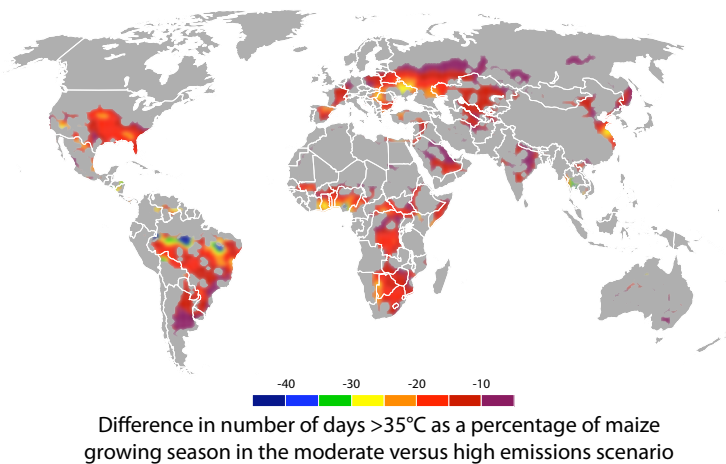 -40 -30 -20 -10
Difference in number of days >35°C as a percentage of maize
growing season in the moderate versus high emissions scenario